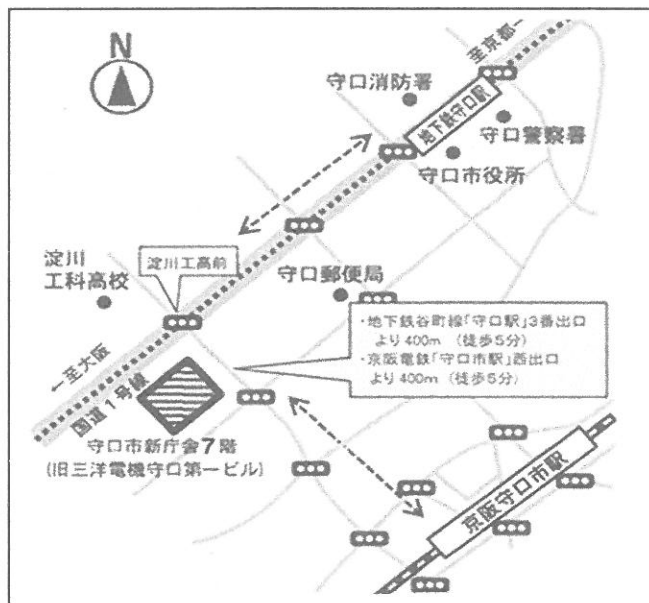 N
至京都→
守口消防署
地下鉄守口駅
守口警察署
守口市役所
淀川
工科高校
淀川工高前
守口郵便局
・地下鉄谷町線「守口駅」3番出口
より400m （徒歩5分）
・京阪電鉄「守口市駅」西出口
より400m （徒歩5分）
←至大阪
国道1号線
守口市新庁舎7階
(旧三洋電機守口第一ビル)
京阪守口市駅